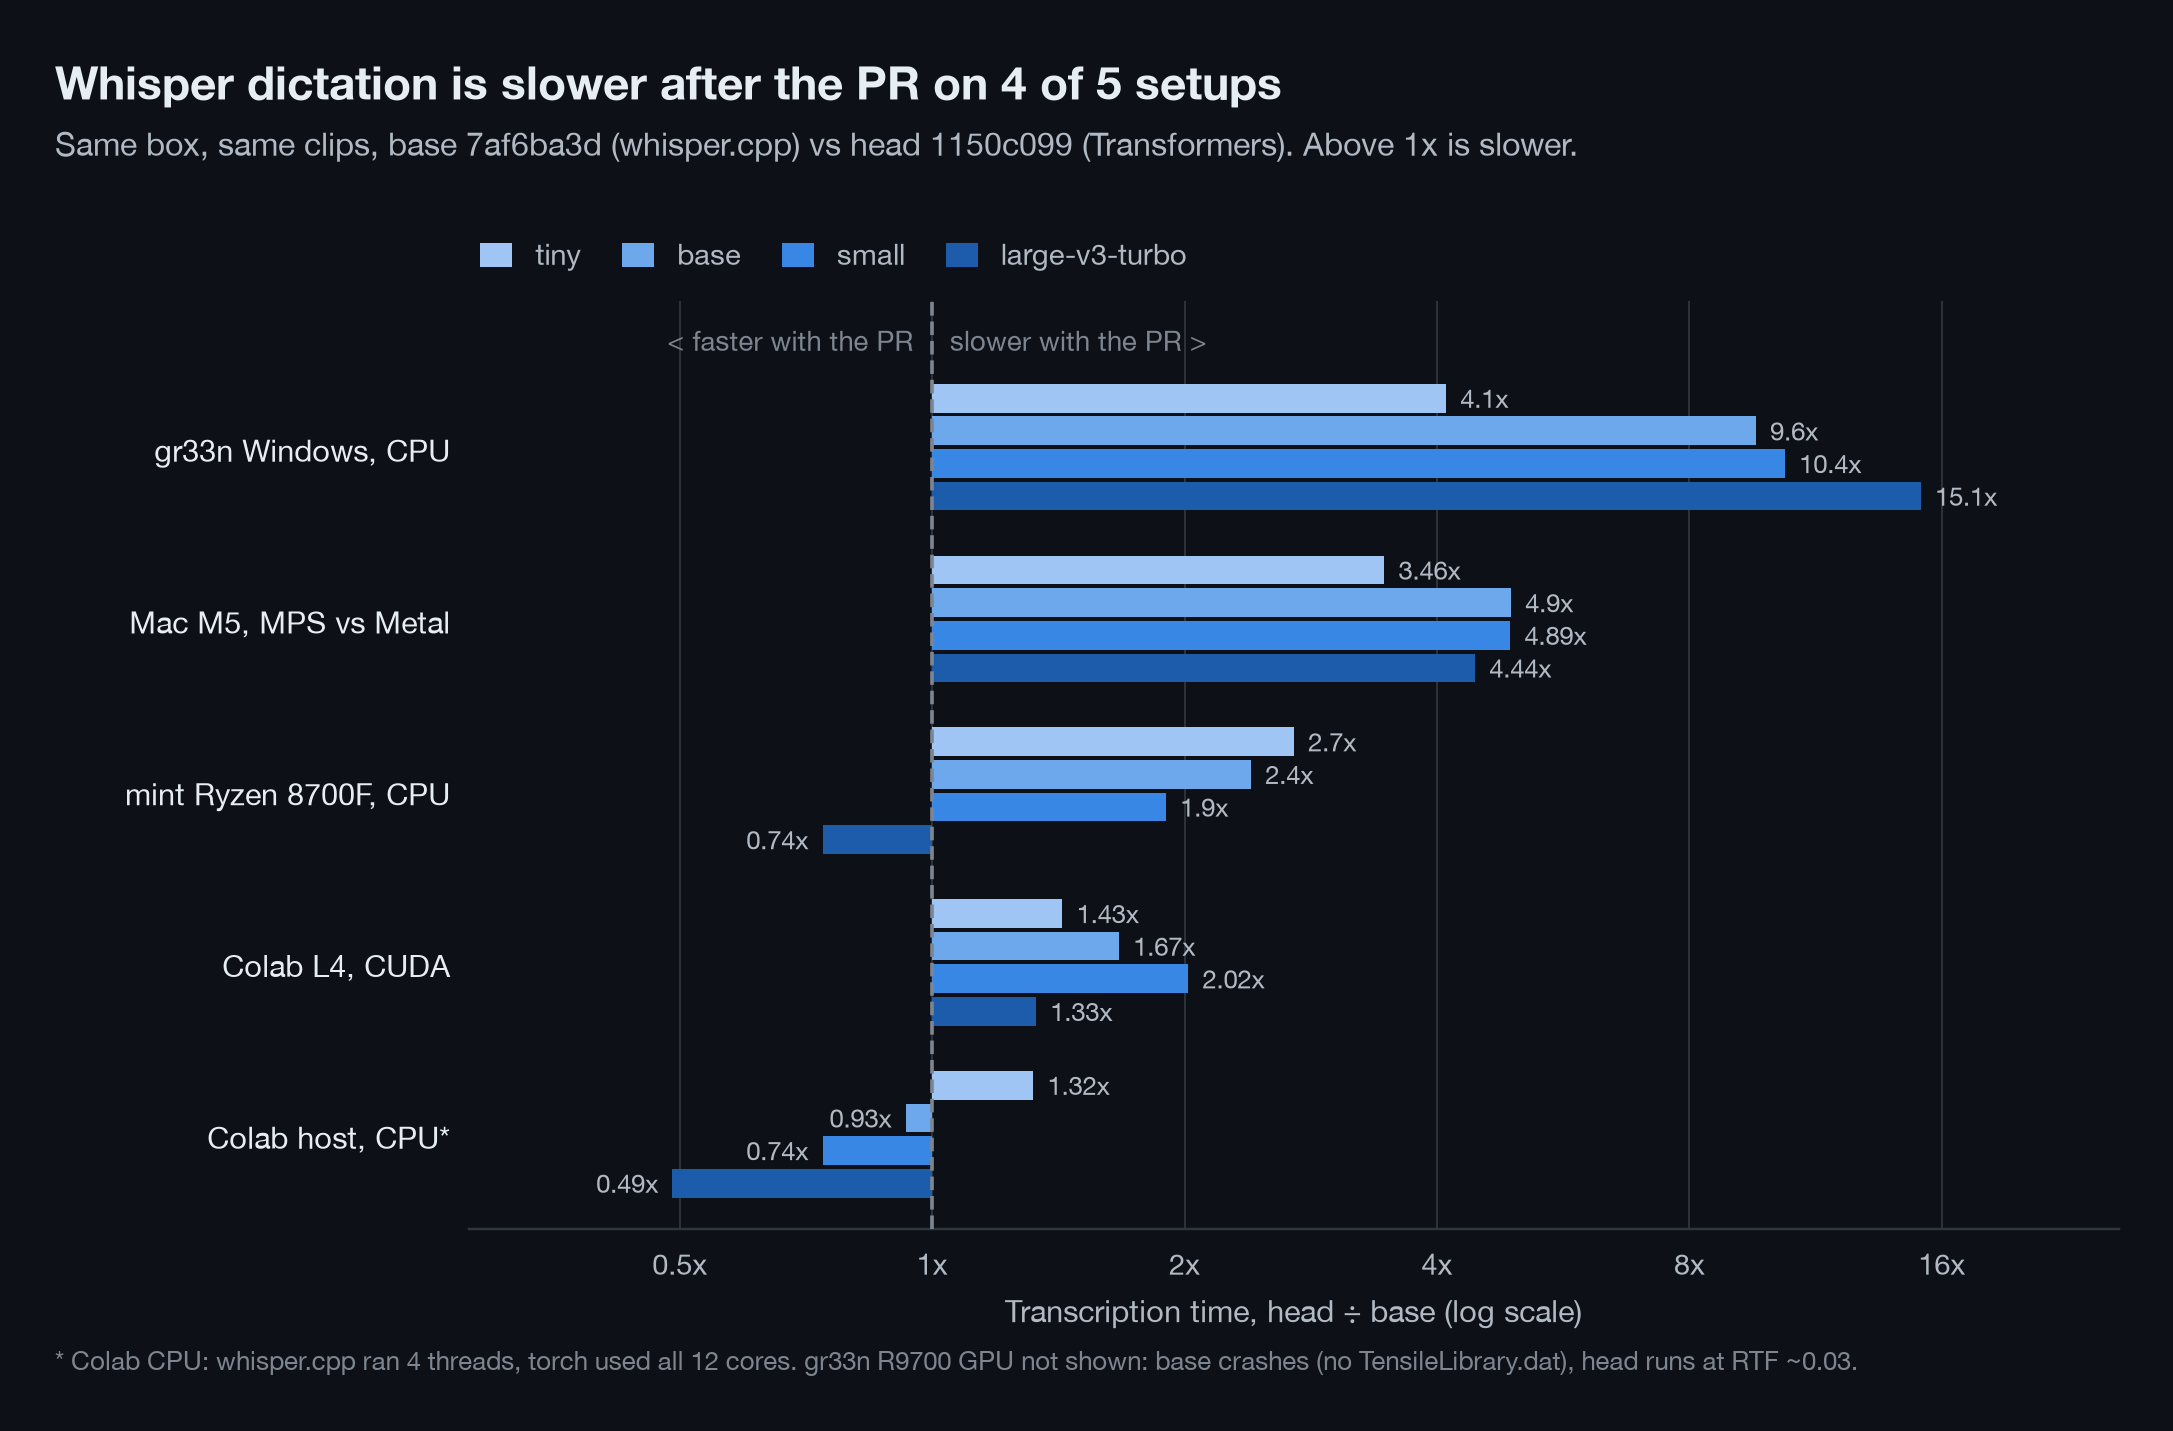 Whisper dictation is slower after the PR on 4 of 5 setups
Same box, same clips, base 7af6ba3d (whisper.cpp) vs head 1150c099 (Transformers). Above 1x is slower.
tiny base small large-v3-turbo
< faster with the PR slower with the PR >
gr33n Windows, CPU
4.1x
9.6x
10.4x
15.1x
Mac M5, MPS vs Metal
3.46x
4.9x
4.89x
4.44x
mint Ryzen 8700F, CPU
2.7x
2.4x
1.9x
0.74x
Colab L4, CUDA
1.43x
1.67x
2.02x
1.33x
Colab host, CPU*
1.32x
0.93x
0.74x
0.49x
0.5x 1x 2x 4x 8x 16x
Transcription time, head ÷ base (log scale)
* Colab CPU: whisper.cpp ran 4 threads, torch used all 12 cores. gr33n R9700 GPU not shown: base crashes (no TensileLibrary.dat), head runs at RTF ~0.03.